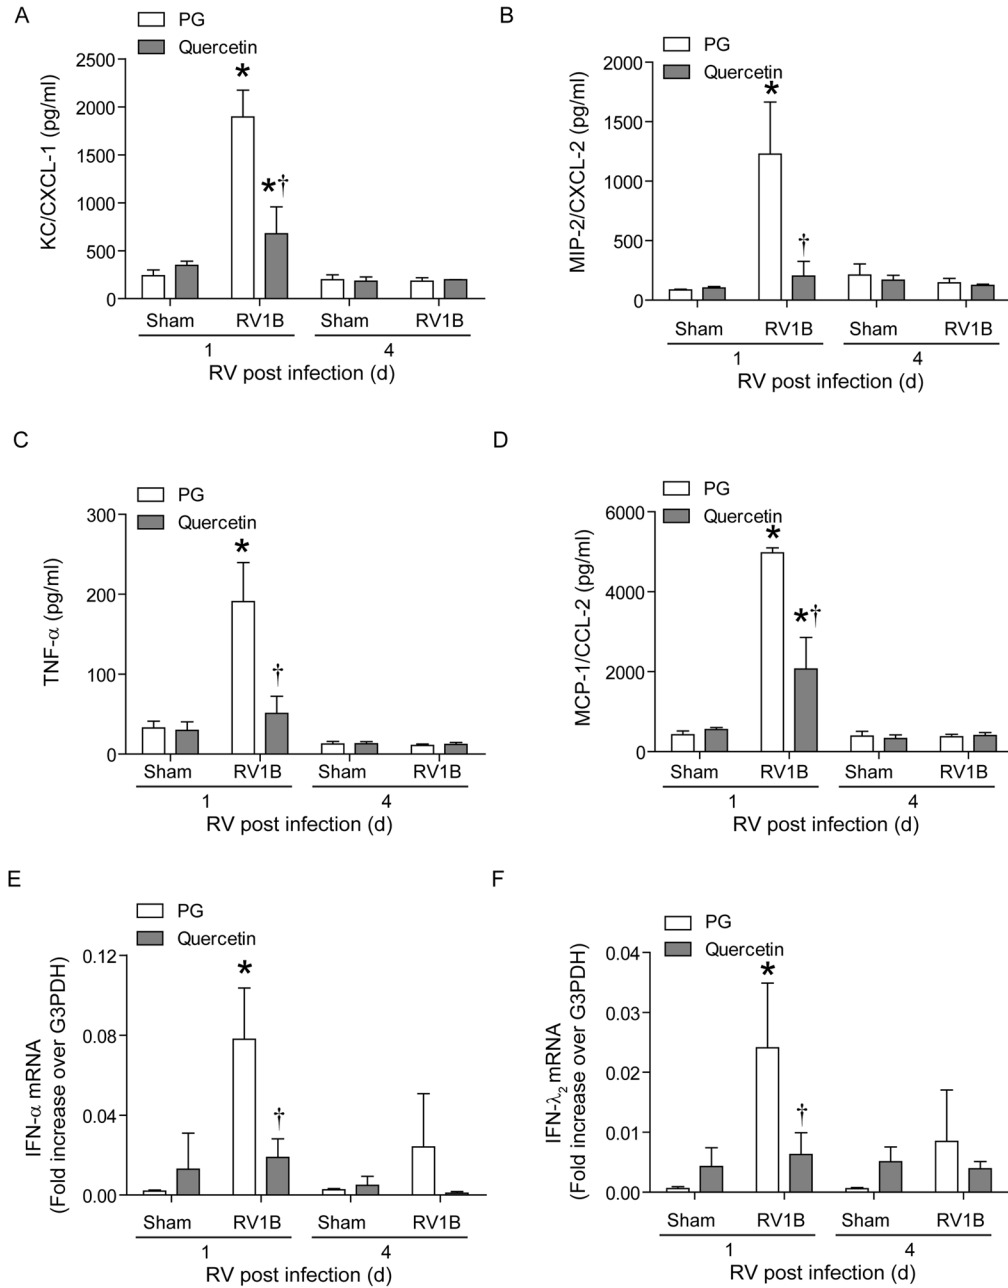 A
PG
Quercetin
KC/CXCL-1 (pg/ml)
2500
2000
1500
1000
500
0
*
*†
Sham RV1B Sham RV1B
1 4
RV post infection (d)
B
PG
Quercetin
MIP-2/CXCL-2 (pg/ml)
2000
1500
1000
500
0
*
†
Sham RV1B Sham RV1B
1 4
RV post infection (d)
C
PG
Quercetin
TNF-α (pg/ml)
300
200
100
0
*
†
Sham RV1B Sham RV1B
1 4
RV post infection (d)
D
PG
Quercetin
MCP-1/CCL-2 (pg/ml)
6000
4000
2000
0
*
*†
Sham RV1B Sham RV1B
1 4
RV post infection (d)
E
PG
Quercetin
IFN-α mRNA
(Fold increase over G3PDH)
0.12
0.08
0.04
0.00
*
†
Sham RV1B Sham RV1B
1 4
RV post infection (d)
F
PG
Quercetin
IFN-λ₂ mRNA
(Fold increase over G3PDH)
0.04
0.03
0.02
0.01
0.00
*
†
Sham RV1B Sham RV1B
1 4
RV post infection (d)